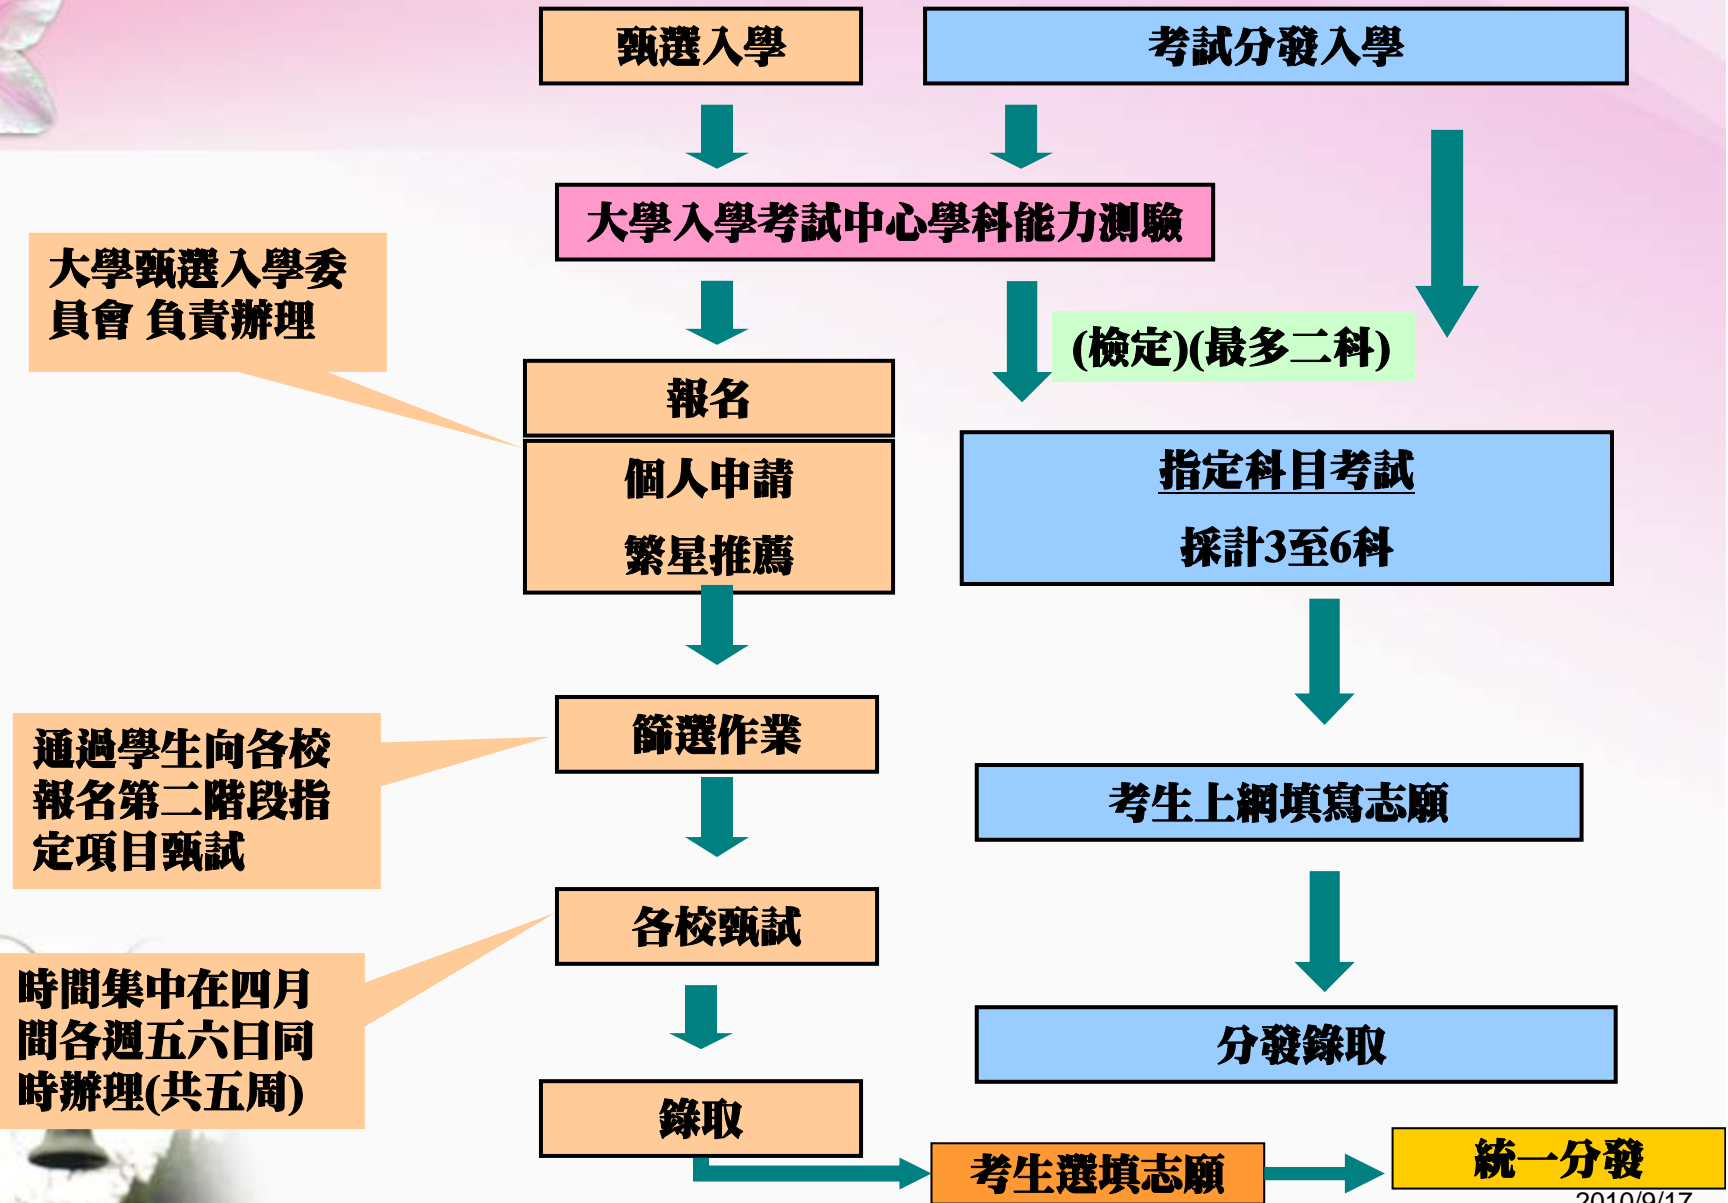 甄選入學
考試分發入學
大學入學考試中心學科能力測驗
大學甄選入學委
員會 負責辦理
(檢定)(最多二科)
報名
個人申請
繁星推薦
指定科目考試
採計3至6科
篩選作業
通過學生向各校
報名第二階段指
定項目甄試
考生上網填寫志願
各校甄試
時間集中在四月
間各週五六日同
時辦理(共五周)
分發錄取
錄取
考生選填志願
統一分發
2010/9/17